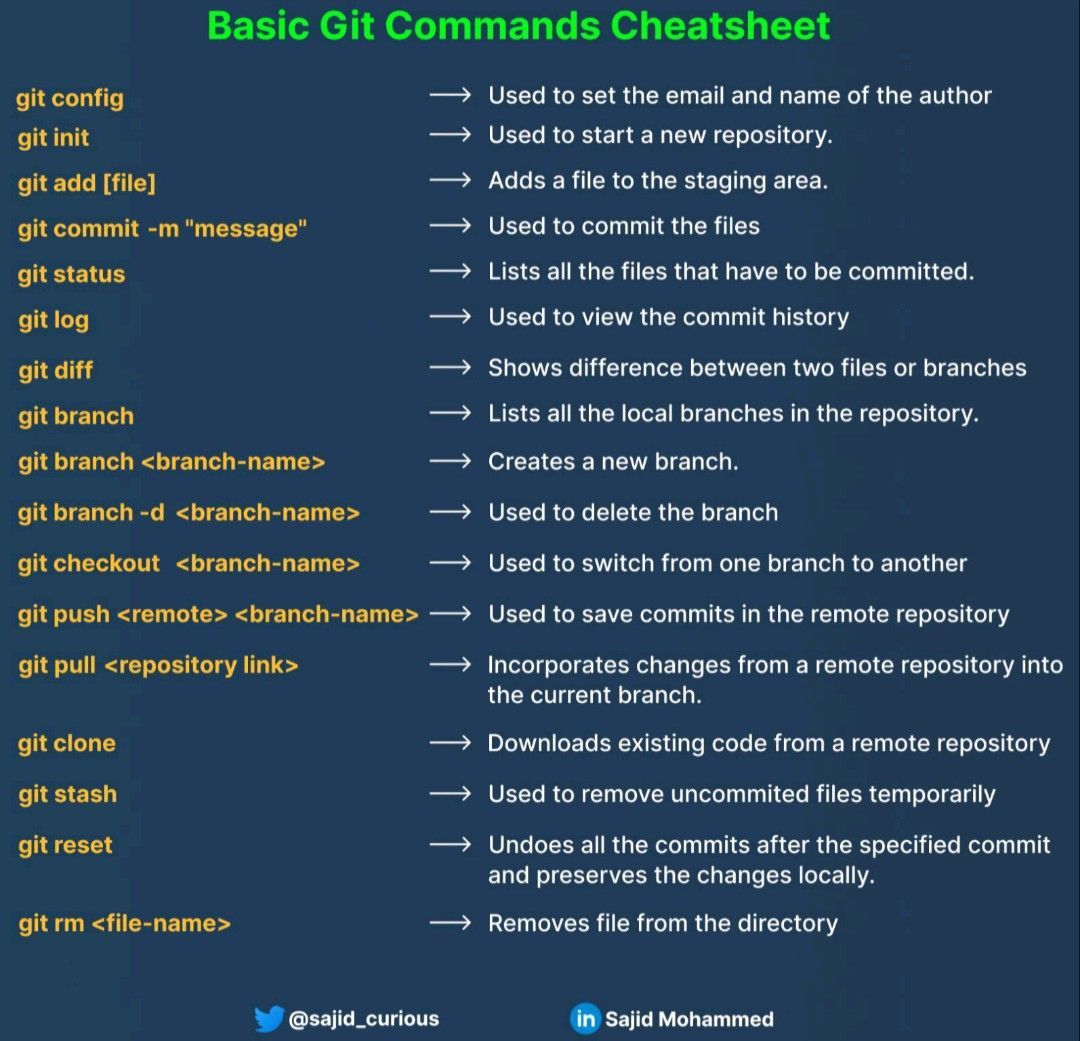 Basic Git Commands Cheatsheet
git config → Used to set the email and name of the author
git init → Used to start a new repository.
git add [file] → Adds a file to the staging area.
git commit -m "message" → Used to commit the files
git status → Lists all the files that have to be committed.
git log → Used to view the commit history
git diff → Shows difference between two files or branches
git branch → Lists all the local branches in the repository.
git branch <branch-name> → Creates a new branch.
git branch -d <branch-name> → Used to delete the branch
git checkout <branch-name> → Used to switch from one branch to another
git push <remote> <branch-name> → Used to save commits in the remote repository
git pull <repository link> → Incorporates changes from a remote repository into
the current branch.
git clone → Downloads existing code from a remote repository
git stash → Used to remove uncommited files temporarily
git reset → Undoes all the commits after the specified commit
and preserves the changes locally.
git rm <file-name> → Removes file from the directory
@sajid_curious in Sajid Mohammed